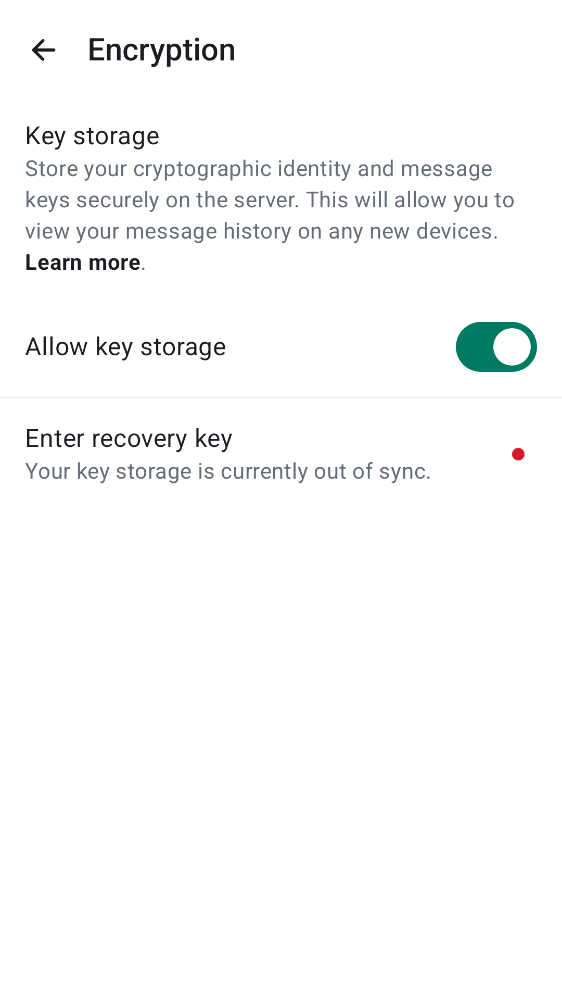 Encryption
Key storage
Store your cryptographic identity and message
keys securely on the server. This will allow you to
view your message history on any new devices.
Learn more.
Allow key storage
Enter recovery key
Your key storage is currently out of sync.